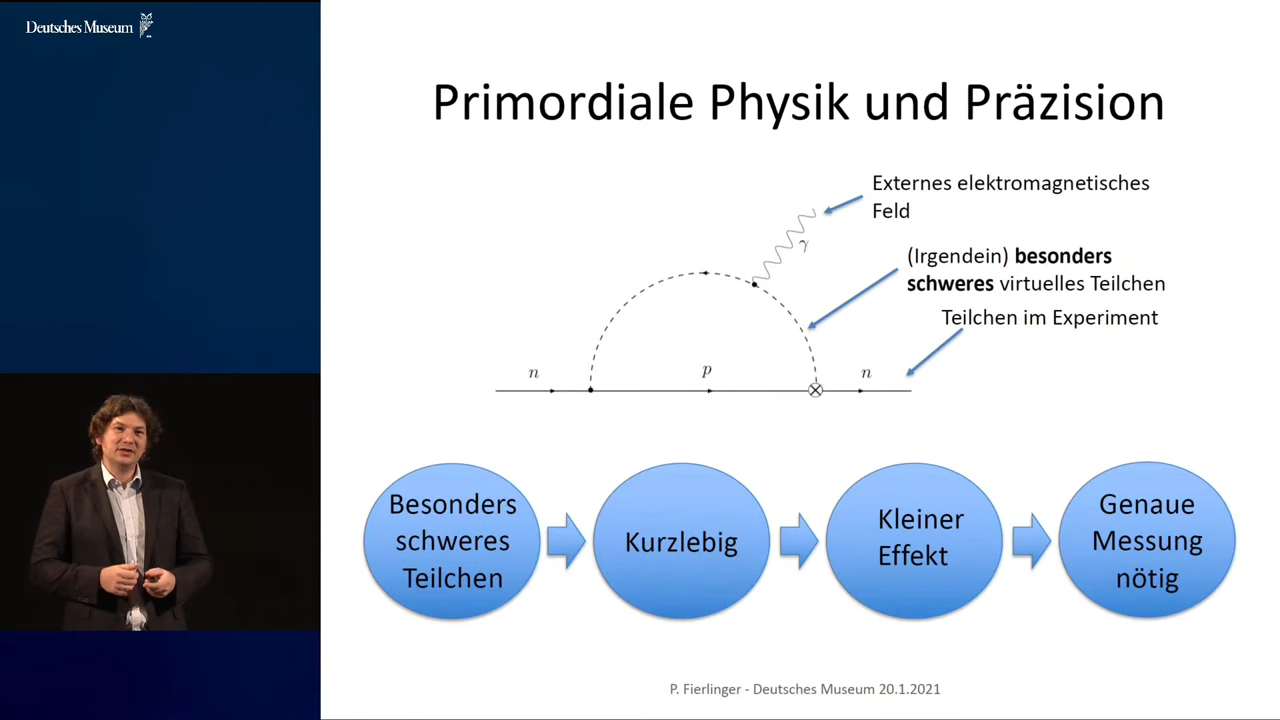 Deutsches Museum
Primordiale Physik und Präzision
Externes elektromagnetisches
Feld
γ
(Irgendein) besonders
schweres virtuelles Teilchen
Teilchen im Experiment
n
p
n
Besonders
schweres
Teilchen
Kurzlebig
Kleiner
Effekt
Genaue
Messung
nötig
P. Fierlinger - Deutsches Museum 20.1.2021